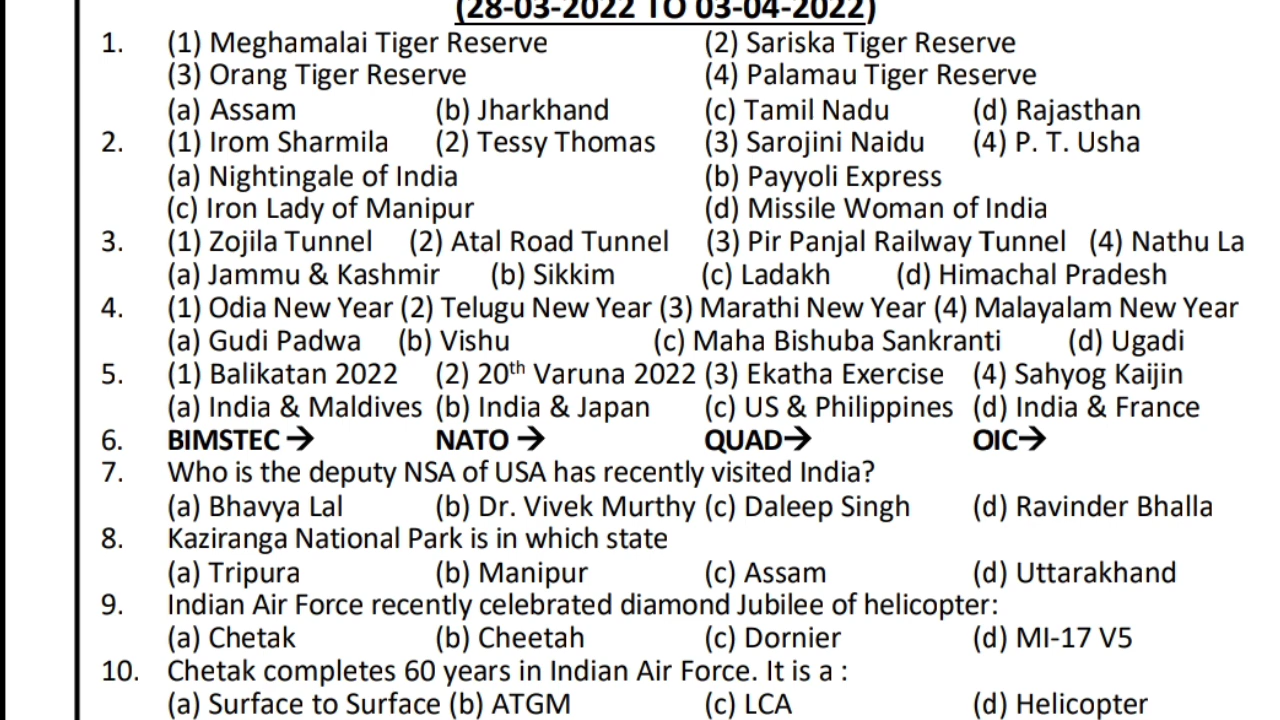 (28-03-2022 TO 03-04-2022)
1. (1) Meghamalai Tiger Reserve (2) Sariska Tiger Reserve
(3) Orang Tiger Reserve (4) Palamau Tiger Reserve
(a) Assam (b) Jharkhand (c) Tamil Nadu (d) Rajasthan
2. (1) Irom Sharmila (2) Tessy Thomas (3) Sarojini Naidu (4) P. T. Usha
(a) Nightingale of India (b) Payyoli Express
(c) Iron Lady of Manipur (d) Missile Woman of India
3. (1) Zojila Tunnel (2) Atal Road Tunnel (3) Pir Panjal Railway Tunnel (4) Nathu La
(a) Jammu & Kashmir (b) Sikkim (c) Ladakh (d) Himachal Pradesh
4. (1) Odia New Year (2) Telugu New Year (3) Marathi New Year (4) Malayalam New Year
(a) Gudi Padwa (b) Vishu (c) Maha Bishuba Sankranti (d) Ugadi
5. (1) Balikatan 2022 (2) 20th Varuna 2022 (3) Ekatha Exercise (4) Sahyog Kaijin
(a) India & Maldives (b) India & Japan (c) US & Philippines (d) India & France
6. BIMSTEC→ NATO → QUAD→ OIC→
7. Who is the deputy NSA of USA has recently visited India?
(a) Bhavya Lal (b) Dr. Vivek Murthy (c) Daleep Singh (d) Ravinder Bhalla
8. Kaziranga National Park is in which state
(a) Tripura (b) Manipur (c) Assam (d) Uttarakhand
9. Indian Air Force recently celebrated diamond Jubilee of helicopter:
(a) Chetak (b) Cheetah (c) Dornier (d) MI-17 V5
10. Chetak completes 60 years in Indian Air Force. It is a :
(a) Surface to Surface (b) ATGM (c) LCA (d) Helicopter